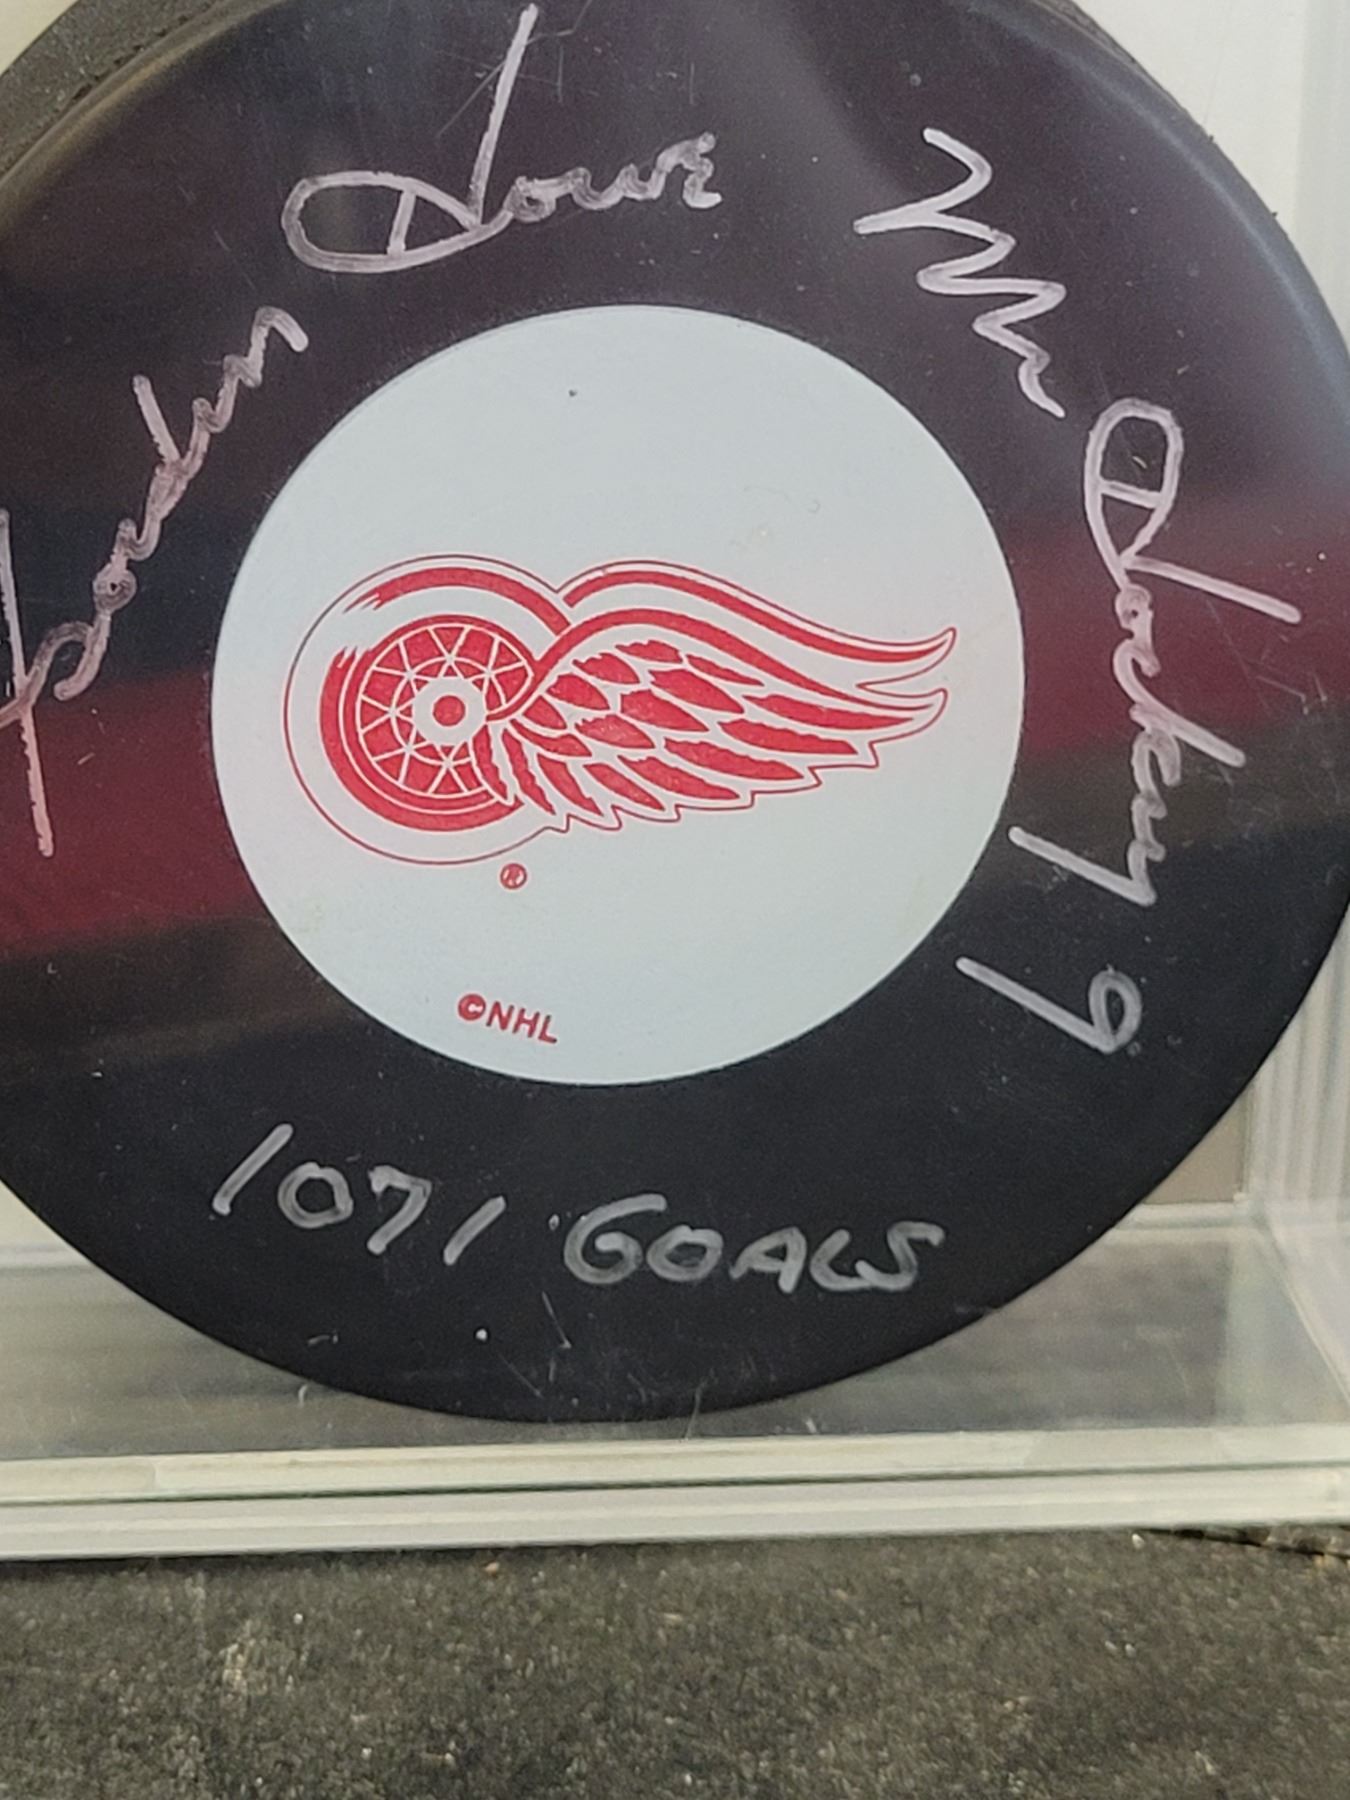 Gordie Howe
Mr Hockey 9
®
©NHL
1071 GOALS